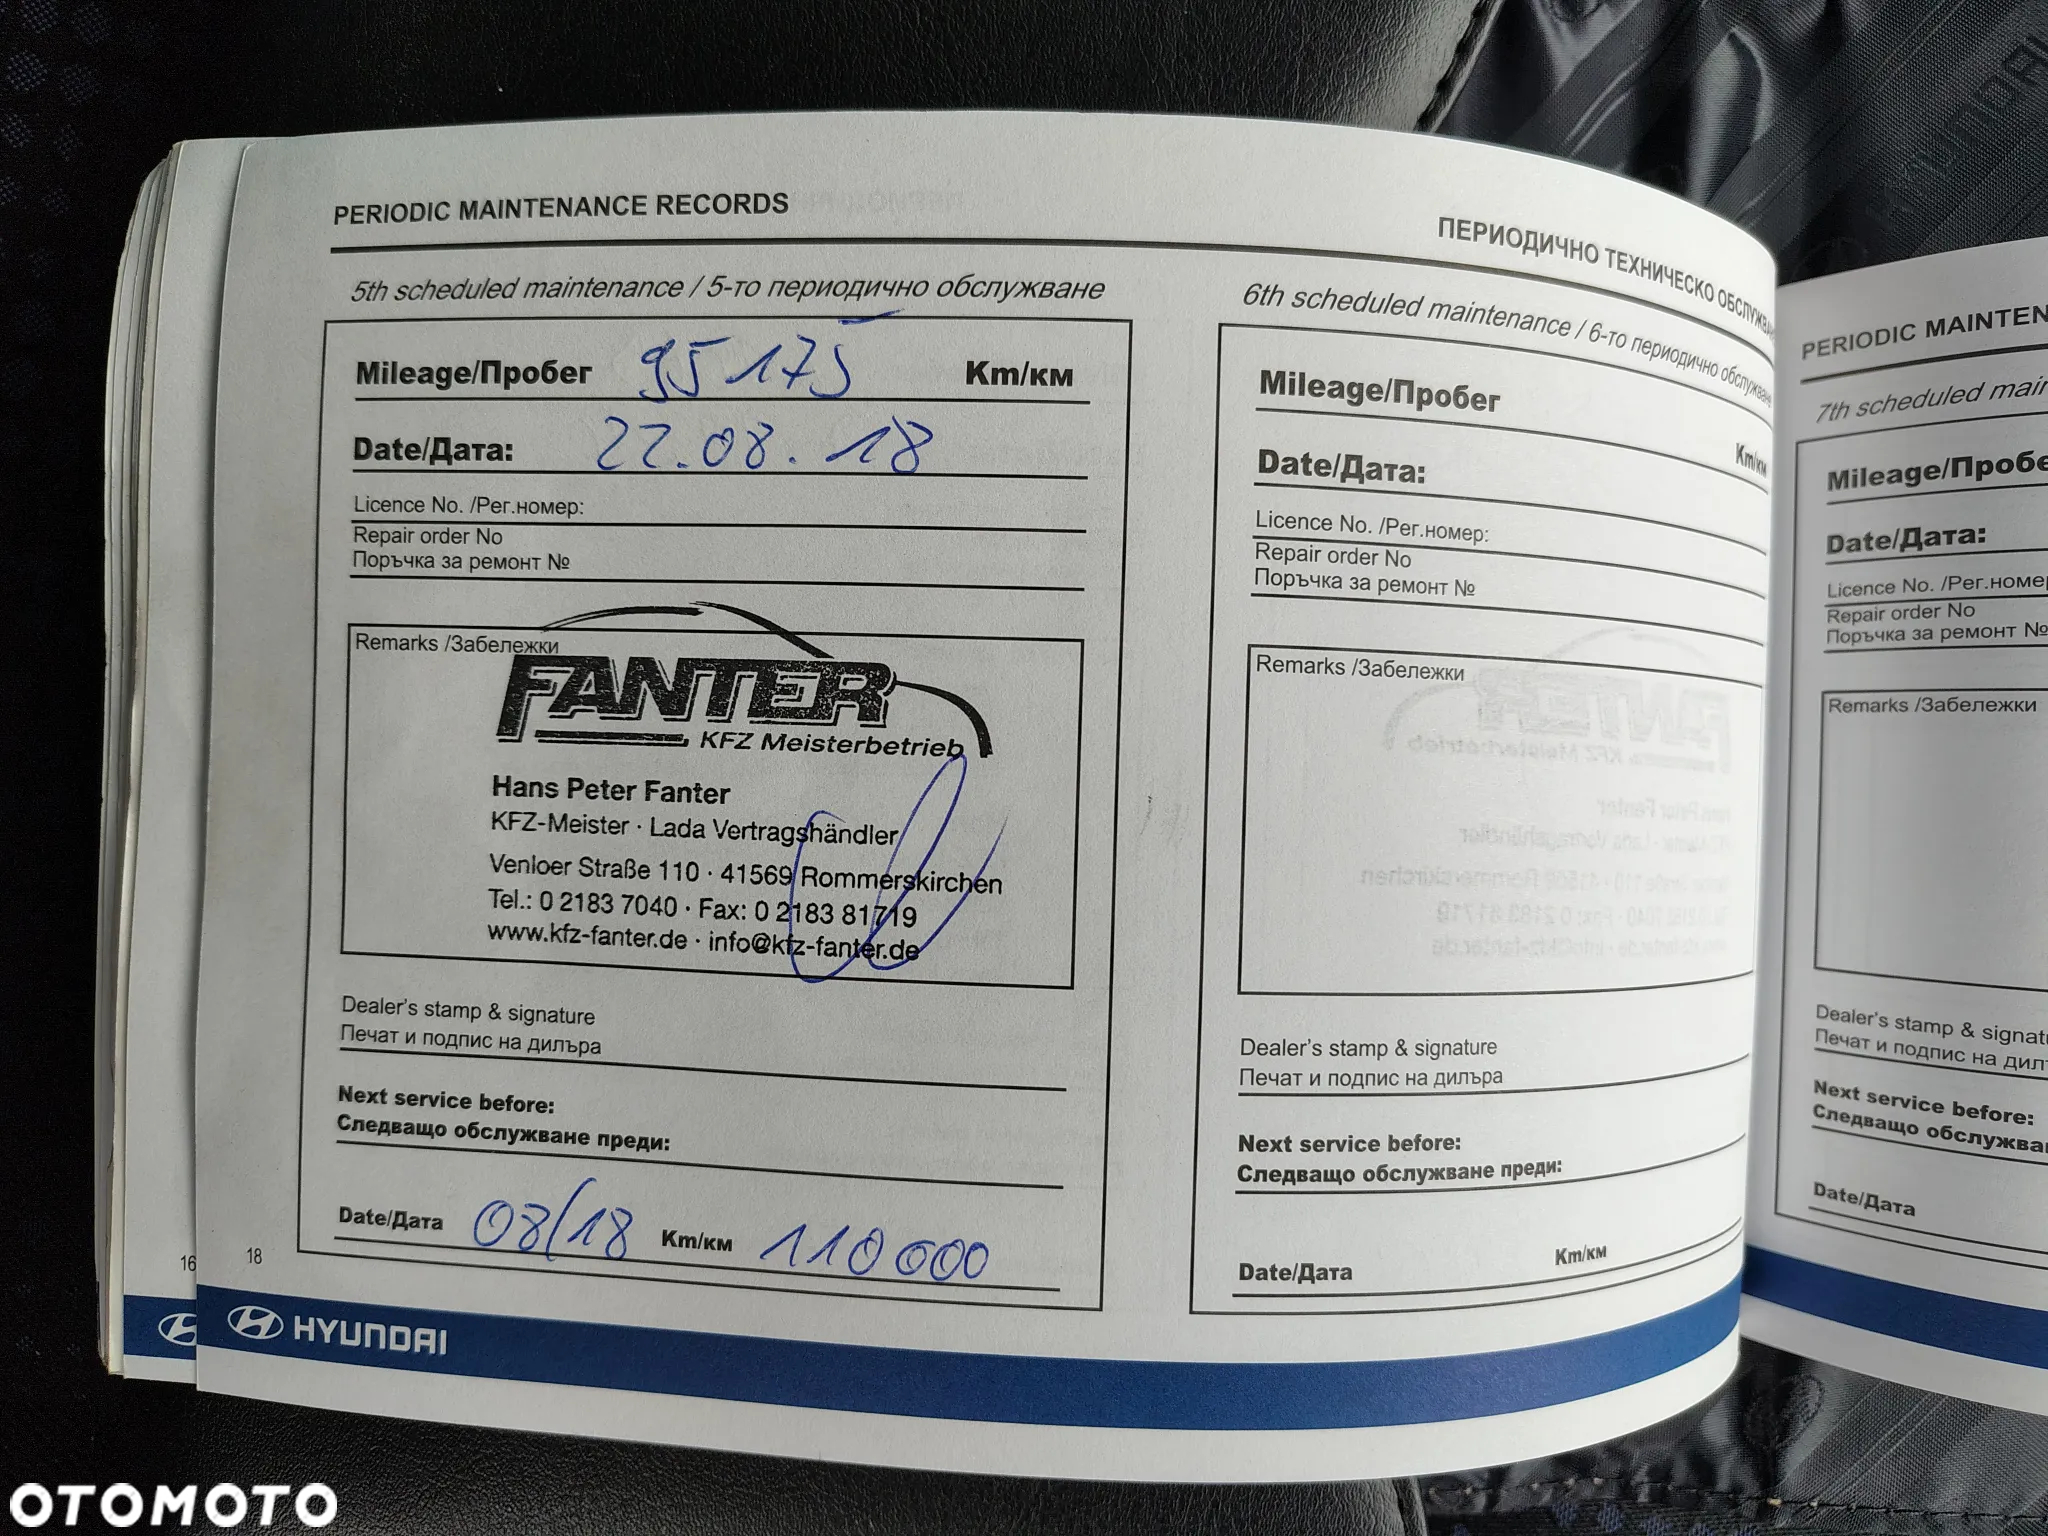 PERIODIC MAINTENANCE RECORDS
5th scheduled maintenance / 5-то периодично обслужване
Mileage/Пробег 95175 Km/км
Date/Дата: 22.08.18
Licence No. /Рег.номер:
Repair order No
Поръчка за ремонт №
Remarks /Забележки
FANTER
KFZ Meisterbetrieb
Hans Peter Fanter
KFZ-Meister · Lada Vertragshändler
Venloer Straße 110 · 41569 Rommerskirchen
Tel.: 0 2183 7040 · Fax: 0 2183 81719
www.kfz-fanter.de · info@kfz-fanter.de
Dealer's stamp & signature
Печат и подпис на дилъра
Next service before:
Следващо обслужване преди:
Date/Дата 08/18 Km/км 110 000
16
18
HYUNDAI
ПЕРИОДИЧНО ТЕХНИЧЕСКО ОБСЛУЖВА
6th scheduled maintenance / 6-то периодично обслужване
Mileage/Пробег
Km/км
Date/Дата:
Licence No. /Рег.номер:
Repair order No
Поръчка за ремонт №
Remarks /Забележки
Dealer's stamp & signature
Печат и подпис на дилъра
Next service before:
Следващо обслужване преди:
Date/Дата Km/км
PERIODIC MAINTEN
7th scheduled mai
Mileage/Пробе
Date/Дата:
Licence No. /Рег.номе
Repair order No
Поръчка за ремонт №
Remarks /Забележки
Dealer's stamp & signat
Печат и подпис на дил
Next service before:
Следващо обслужва
Date/Дата
HYUNDAI
OTOMOTO